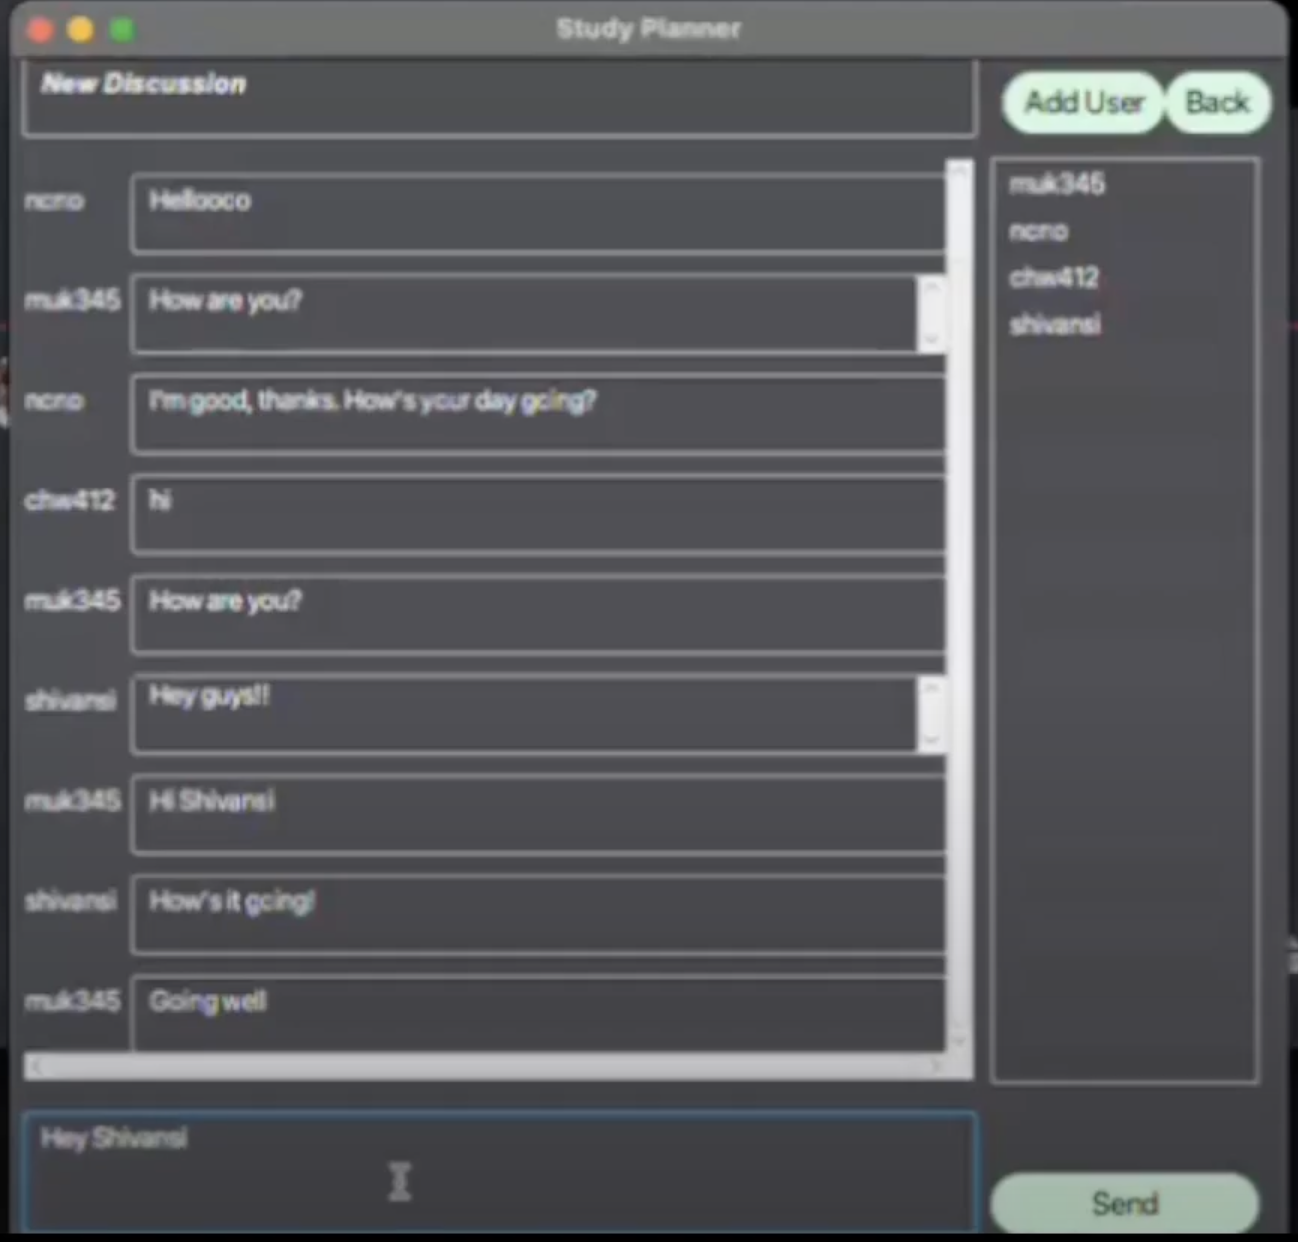 Study Planner
New Discussion
Add User
Back
ncno
Hellooco
muk345
How are you?
ncno
I'm good, thanks. How's your day going?
chw412
hi
muk345
How are you?
shivansi
Hey guys!!
muk345
Hi Shivansi
shivansi
How's it going!
muk345
Going well
muk345
ncno
chw412
shivansi
Hey Shivansi
Send